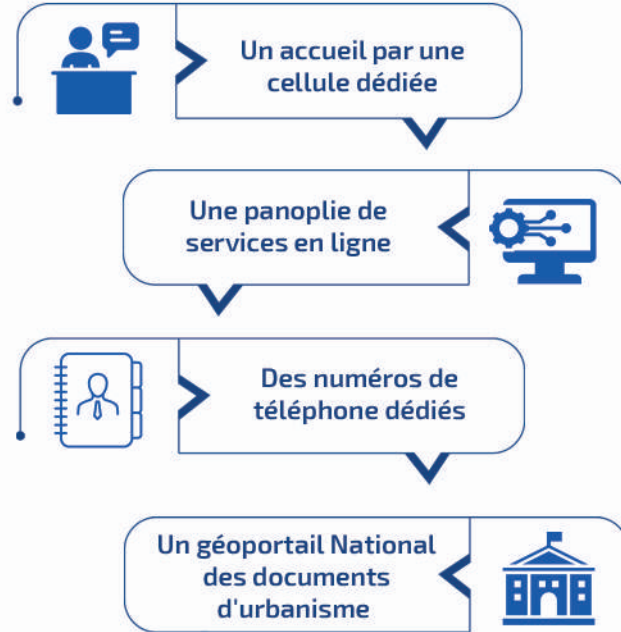 Un accueil par une
cellule dédiée
Une panoplie de
services en ligne
Des numéros de
téléphone dédiés
Un géoportail National
des documents
d'urbanisme